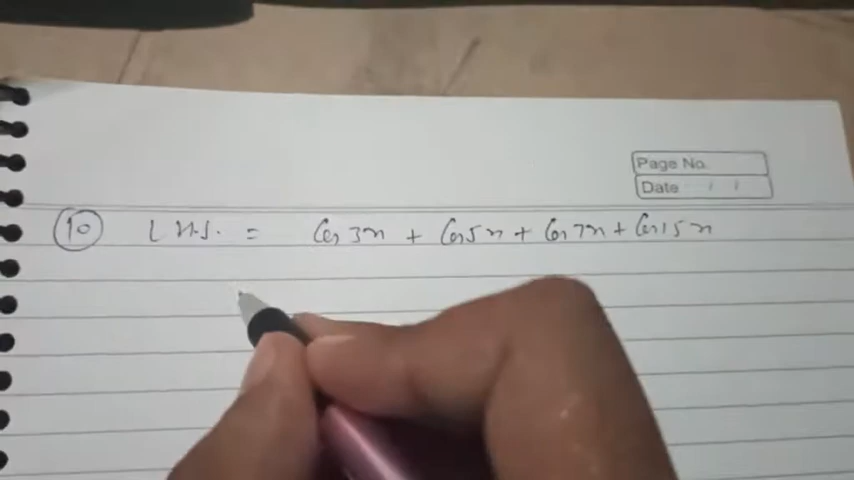 Page No.
Date / /
10 L.H.S. = Cos 3x + Cos 5x + Cos 7x + Cos 15x